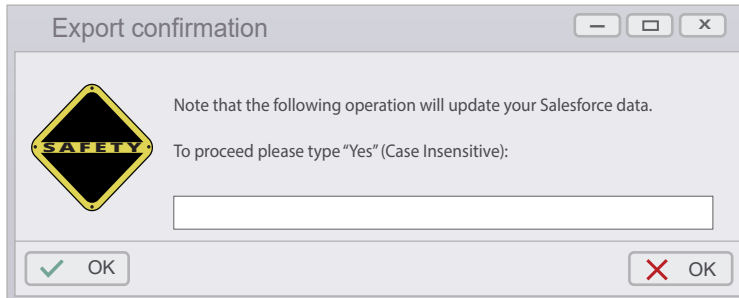 Export confirmation
Note that the following operation will update your Salesforce data.
SAFETY
To proceed please type “Yes” (Case Insensitive):
OK
OK